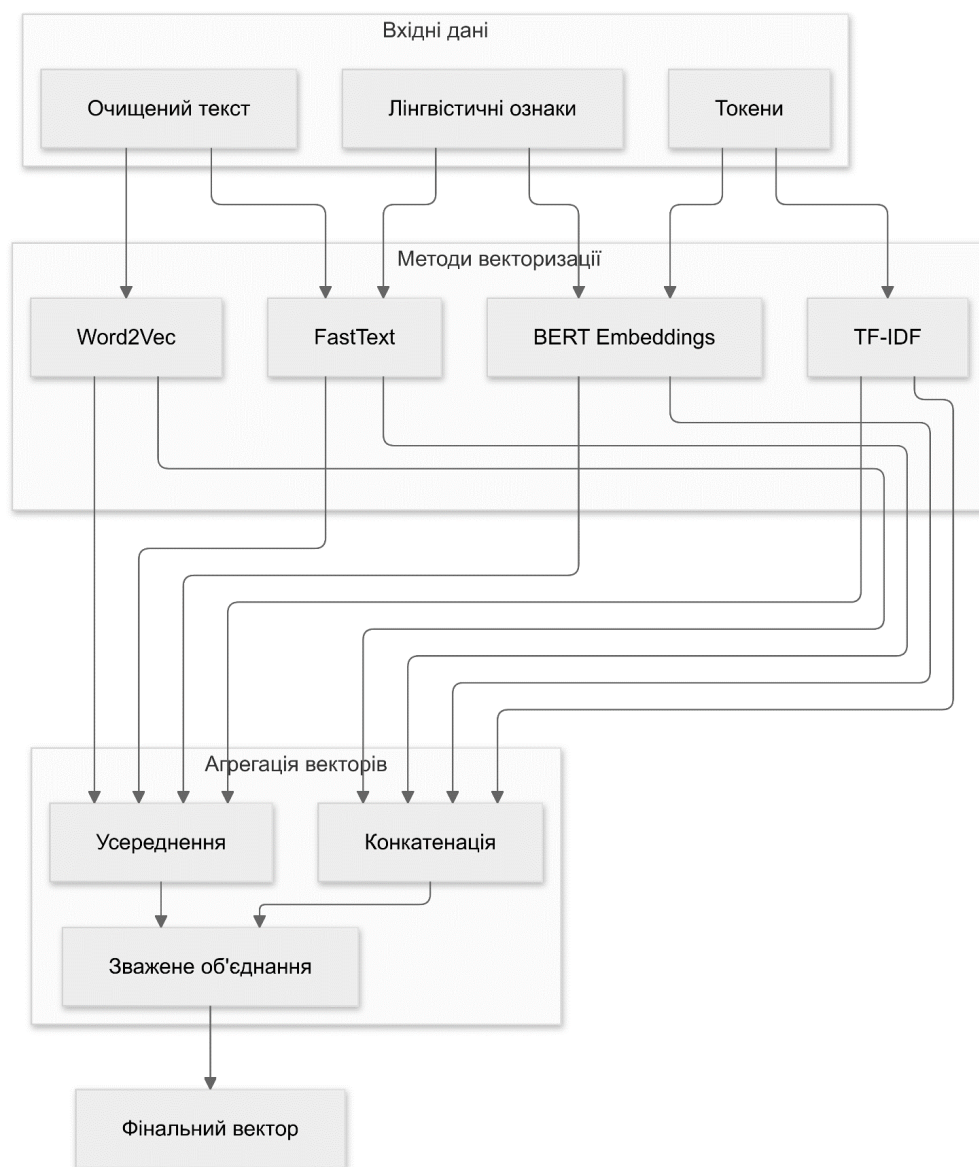 Вхідні дані
Очищений текст
Лінгвістичні ознаки
Токени
Методи векторизації
Word2Vec
FastText
BERT Embeddings
TF-IDF
Агрегація векторів
Усереднення
Конкатенація
Зважене об'єднання
Фінальний вектор